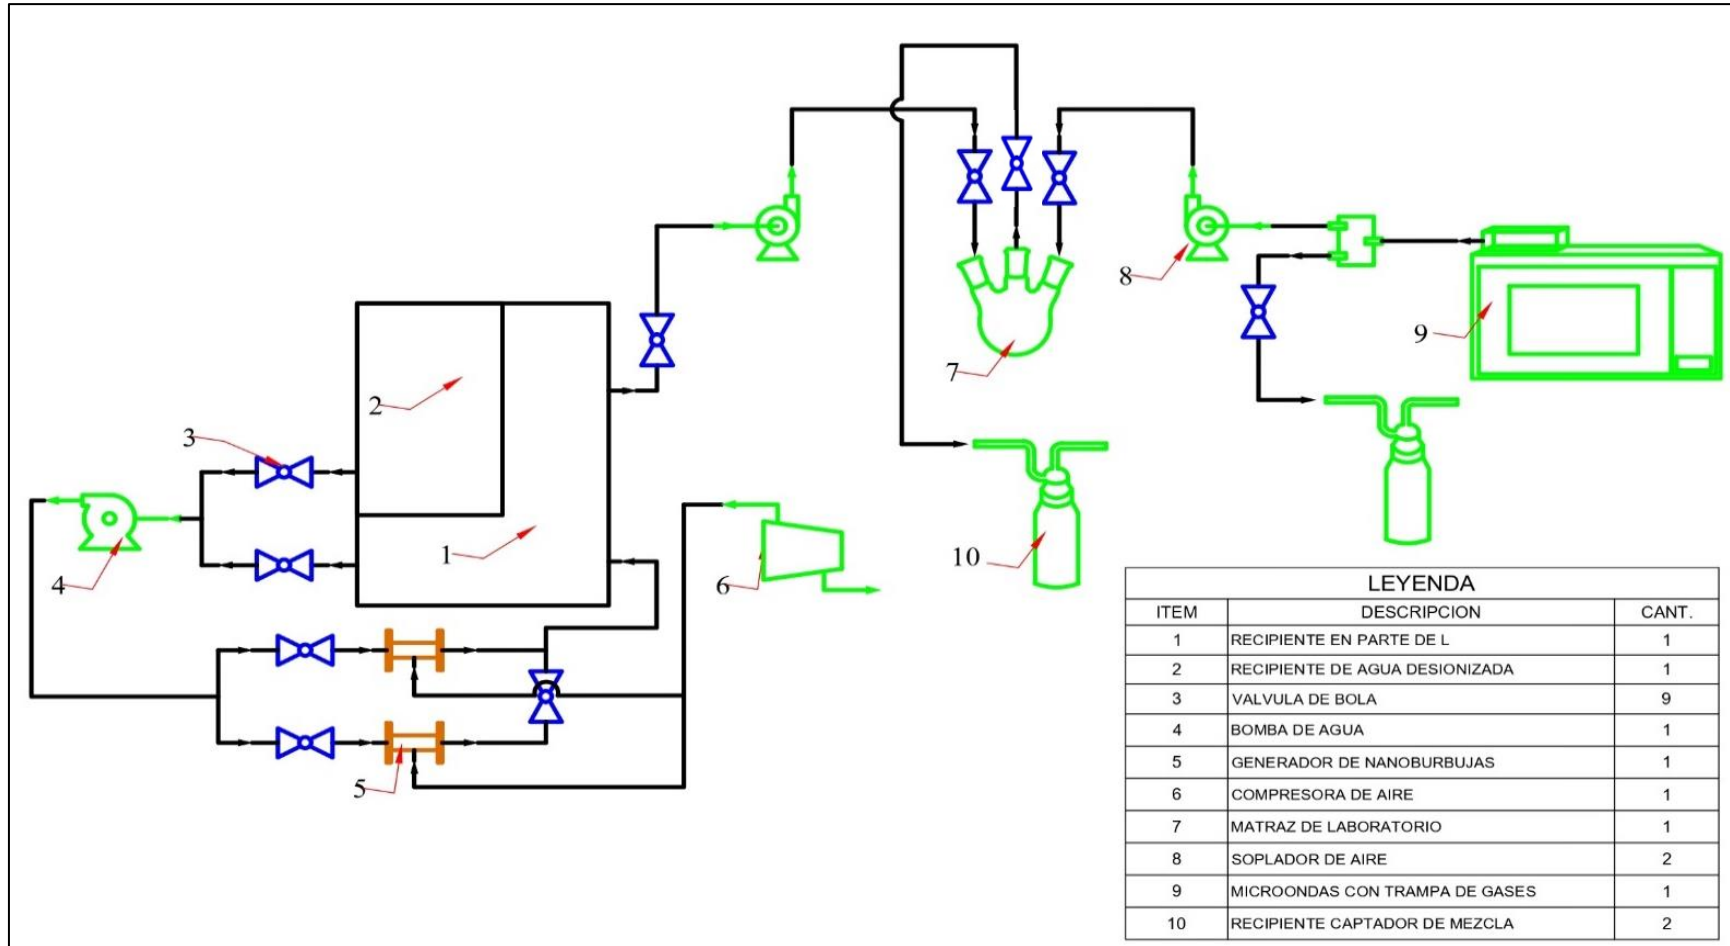 7
8
9
2
3
1
4
6
10
5
LEYENDA
ITEM DESCRIPCION CANT.
1 RECIPIENTE EN PARTE DE L 1
2 RECIPIENTE DE AGUA DESIONIZADA 1
3 VALVULA DE BOLA 9
4 BOMBA DE AGUA 1
5 GENERADOR DE NANOBURBUJAS 1
6 COMPRESORA DE AIRE 1
7 MATRAZ DE LABORATORIO 1
8 SOPLADOR DE AIRE 2
9 MICROONDAS CON TRAMPA DE GASES 1
10 RECIPIENTE CAPTADOR DE MEZCLA 2